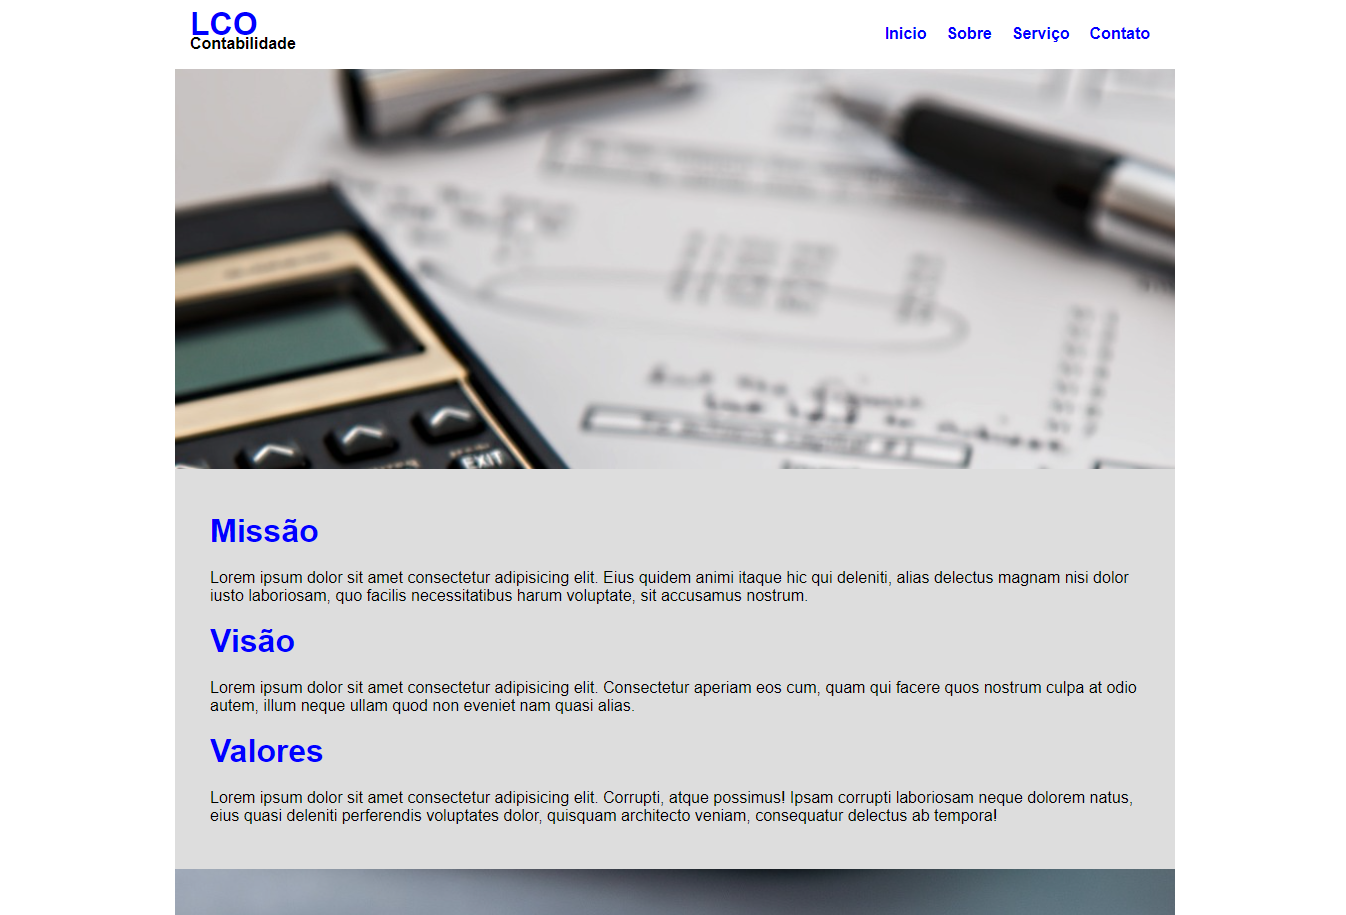 LCO
Contabilidade
Inicio Sobre Serviço Contato
EXIT
Missão
Lorem ipsum dolor sit amet consectetur adipisicing elit. Eius quidem animi itaque hic qui deleniti, alias delectus magnam nisi dolor
iusto laboriosam, quo facilis necessitatibus harum voluptate, sit accusamus nostrum.
Visão
Lorem ipsum dolor sit amet consectetur adipisicing elit. Consectetur aperiam eos cum, quam qui facere quos nostrum culpa at odio
autem, illum neque ullam quod non eveniet nam quasi alias.
Valores
Lorem ipsum dolor sit amet consectetur adipisicing elit. Corrupti, atque possimus! Ipsam corrupti laboriosam neque dolorem natus,
eius quasi deleniti perferendis voluptates dolor, quisquam architecto veniam, consequatur delectus ab tempora!